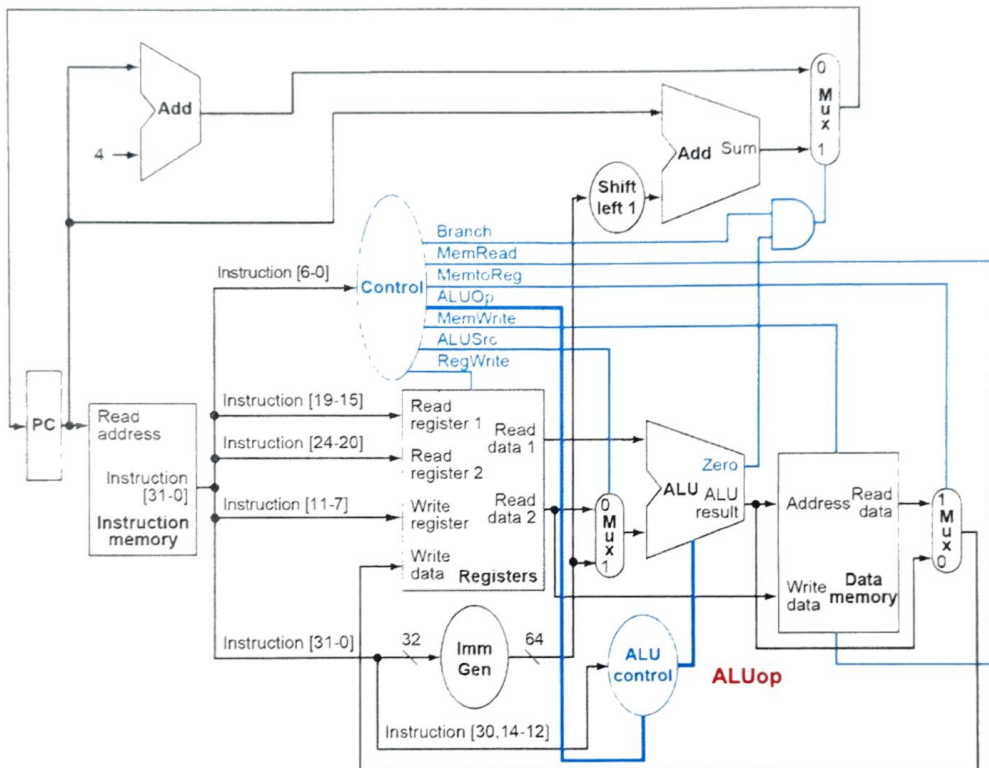 Add
4
0
Mux
1
Add Sum
Shift
left 1
Branch
MemRead
MemtoReg
ALUOp
MemWrite
ALUSrc
RegWrite
Control
Instruction [6-0]
PC
Read
address
Instruction
[31-0]
Instruction
memory
Instruction [19-15]
Instruction [24-20]
Instruction [11-7]
Read
register 1
Read
register 2
Write
register
Write
data
Read
data 1
Read
data 2
Registers
0
Mux
1
Zero
ALU
ALU
result
Address
Read
data
Write
data
Data
memory
1
Mux
0
Instruction [31-0]
32
Imm
Gen
64
ALU
control
ALUop
Instruction [30,14-12]